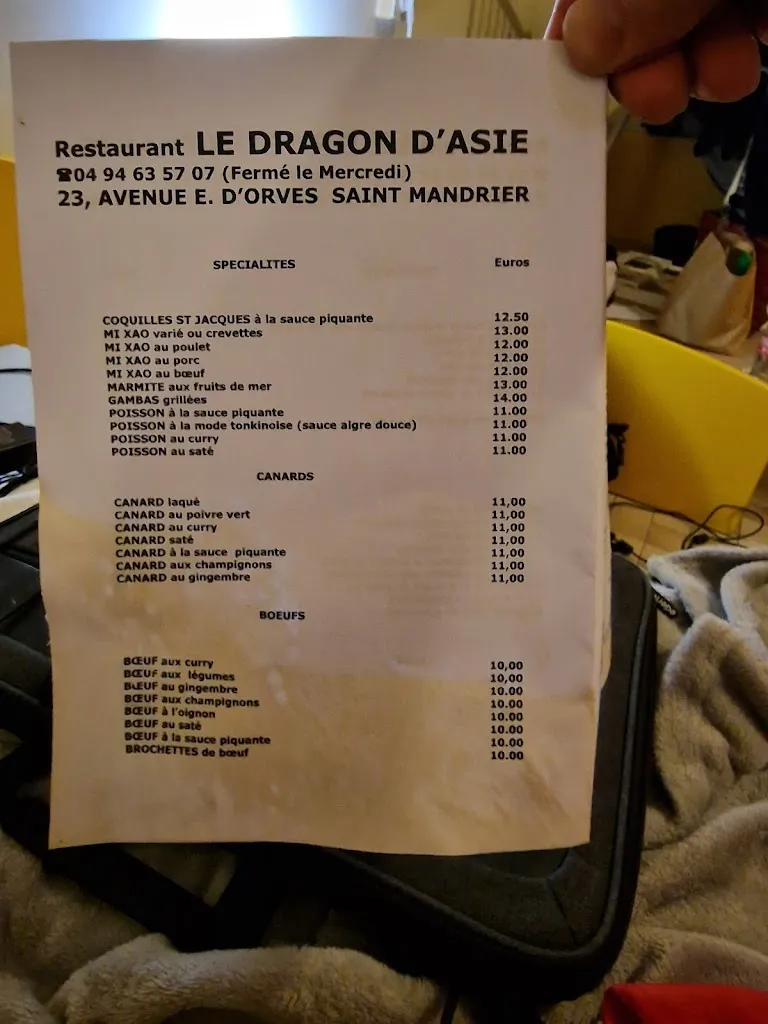 Restaurant LE DRAGON D'ASIE
☎04 94 63 57 07 (Fermé le Mercredi)
23, AVENUE E. D'ORVES SAINT MANDRIER
SPECIALITES Euros
COQUILLES ST JACQUES à la sauce piquante 12.50
MI XAO varié ou crevettes 13.00
MI XAO au poulet 12.00
MI XAO au porc 12.00
MI XAO au bœuf 12.00
MARMITE aux fruits de mer 13.00
GAMBAS grillées 14.00
POISSON à la sauce piquante 11.00
POISSON à la mode tonkinoise (sauce aigre douce) 11.00
POISSON au curry 11.00
POISSON au saté 11.00
CANARDS
CANARD laqué 11,00
CANARD au poivre vert 11,00
CANARD au curry 11,00
CANARD saté 11,00
CANARD à la sauce piquante 11,00
CANARD aux champignons 11,00
CANARD au gingembre 11,00
BOEUFS
BŒUF aux curry 10,00
BŒUF aux légumes 10,00
BŒUF au gingembre 10.00
BŒUF aux champignons 10.00
BŒUF à l'oignon 10.00
BŒUF au saté 10.00
BŒUF à la sauce piquante 10.00
BROCHETTES de bœuf 10.00